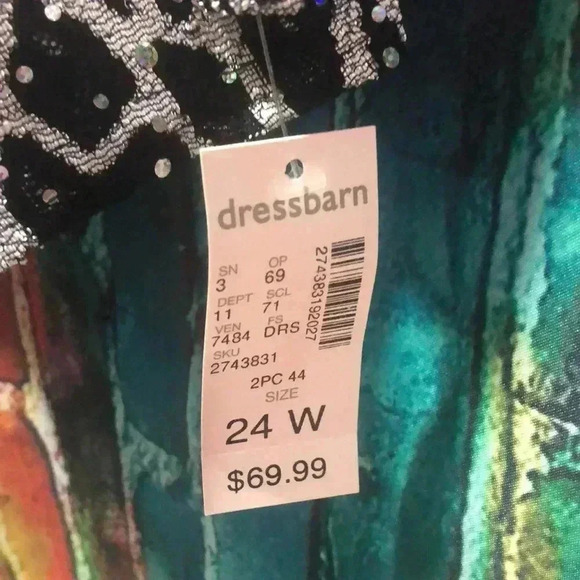 dressbarn
SN OP
3 69
DEPT SCL
11 71
VEN FS
7484 DRS
SKU
2743831
274383192027
2PC 44
SIZE
24 W
$69.99